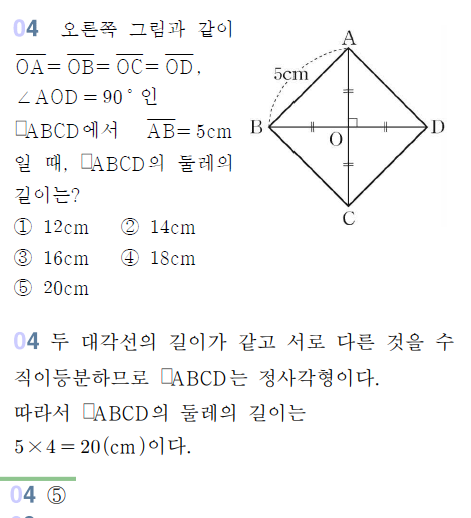 04 오른쪽 그림과 같이
OA=OB=OC=OD,
∠AOD=90°인
□ABCD에서 AB=5cm
일 때, □ABCD의 둘레의
길이는?
① 12cm ② 14cm
③ 16cm ④ 18cm
⑤ 20cm
A
5cm
B
O
D
C
04 두 대각선의 길이가 같고 서로 다른 것을 수
직이등분하므로 □ABCD는 정사각형이다.
따라서 □ABCD의 둘레의 길이는
5×4=20(cm)이다.
04 ⑤